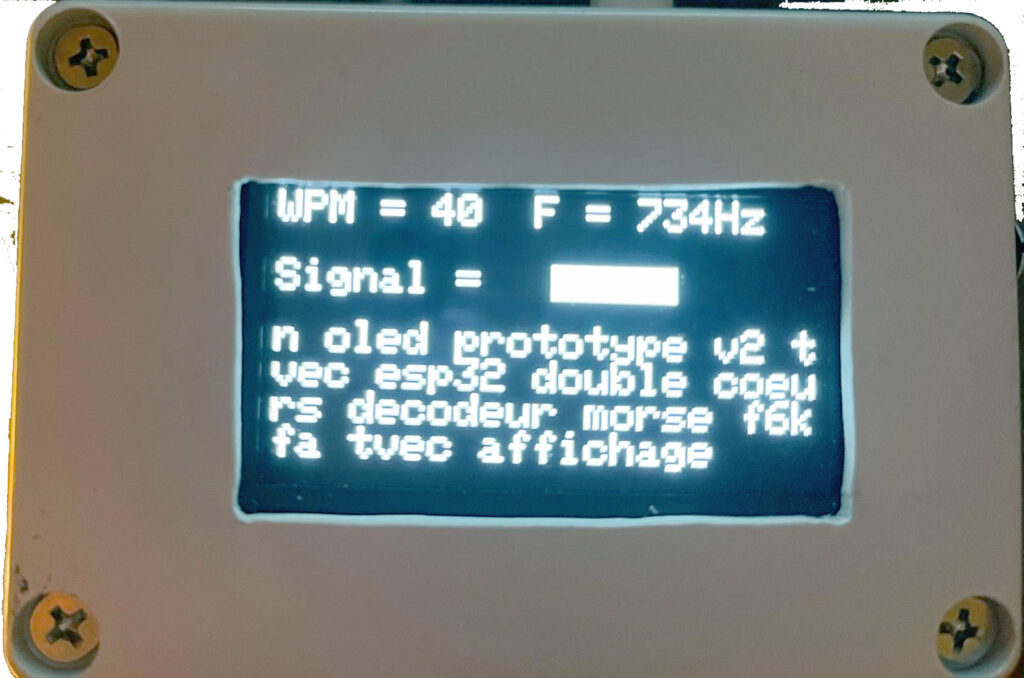 WPM = 40 F = 734Hz
Signal =
n oled prototype v2 t
vec esp32 double coeu
rs decodeur morse f6k
fa tvec affichage